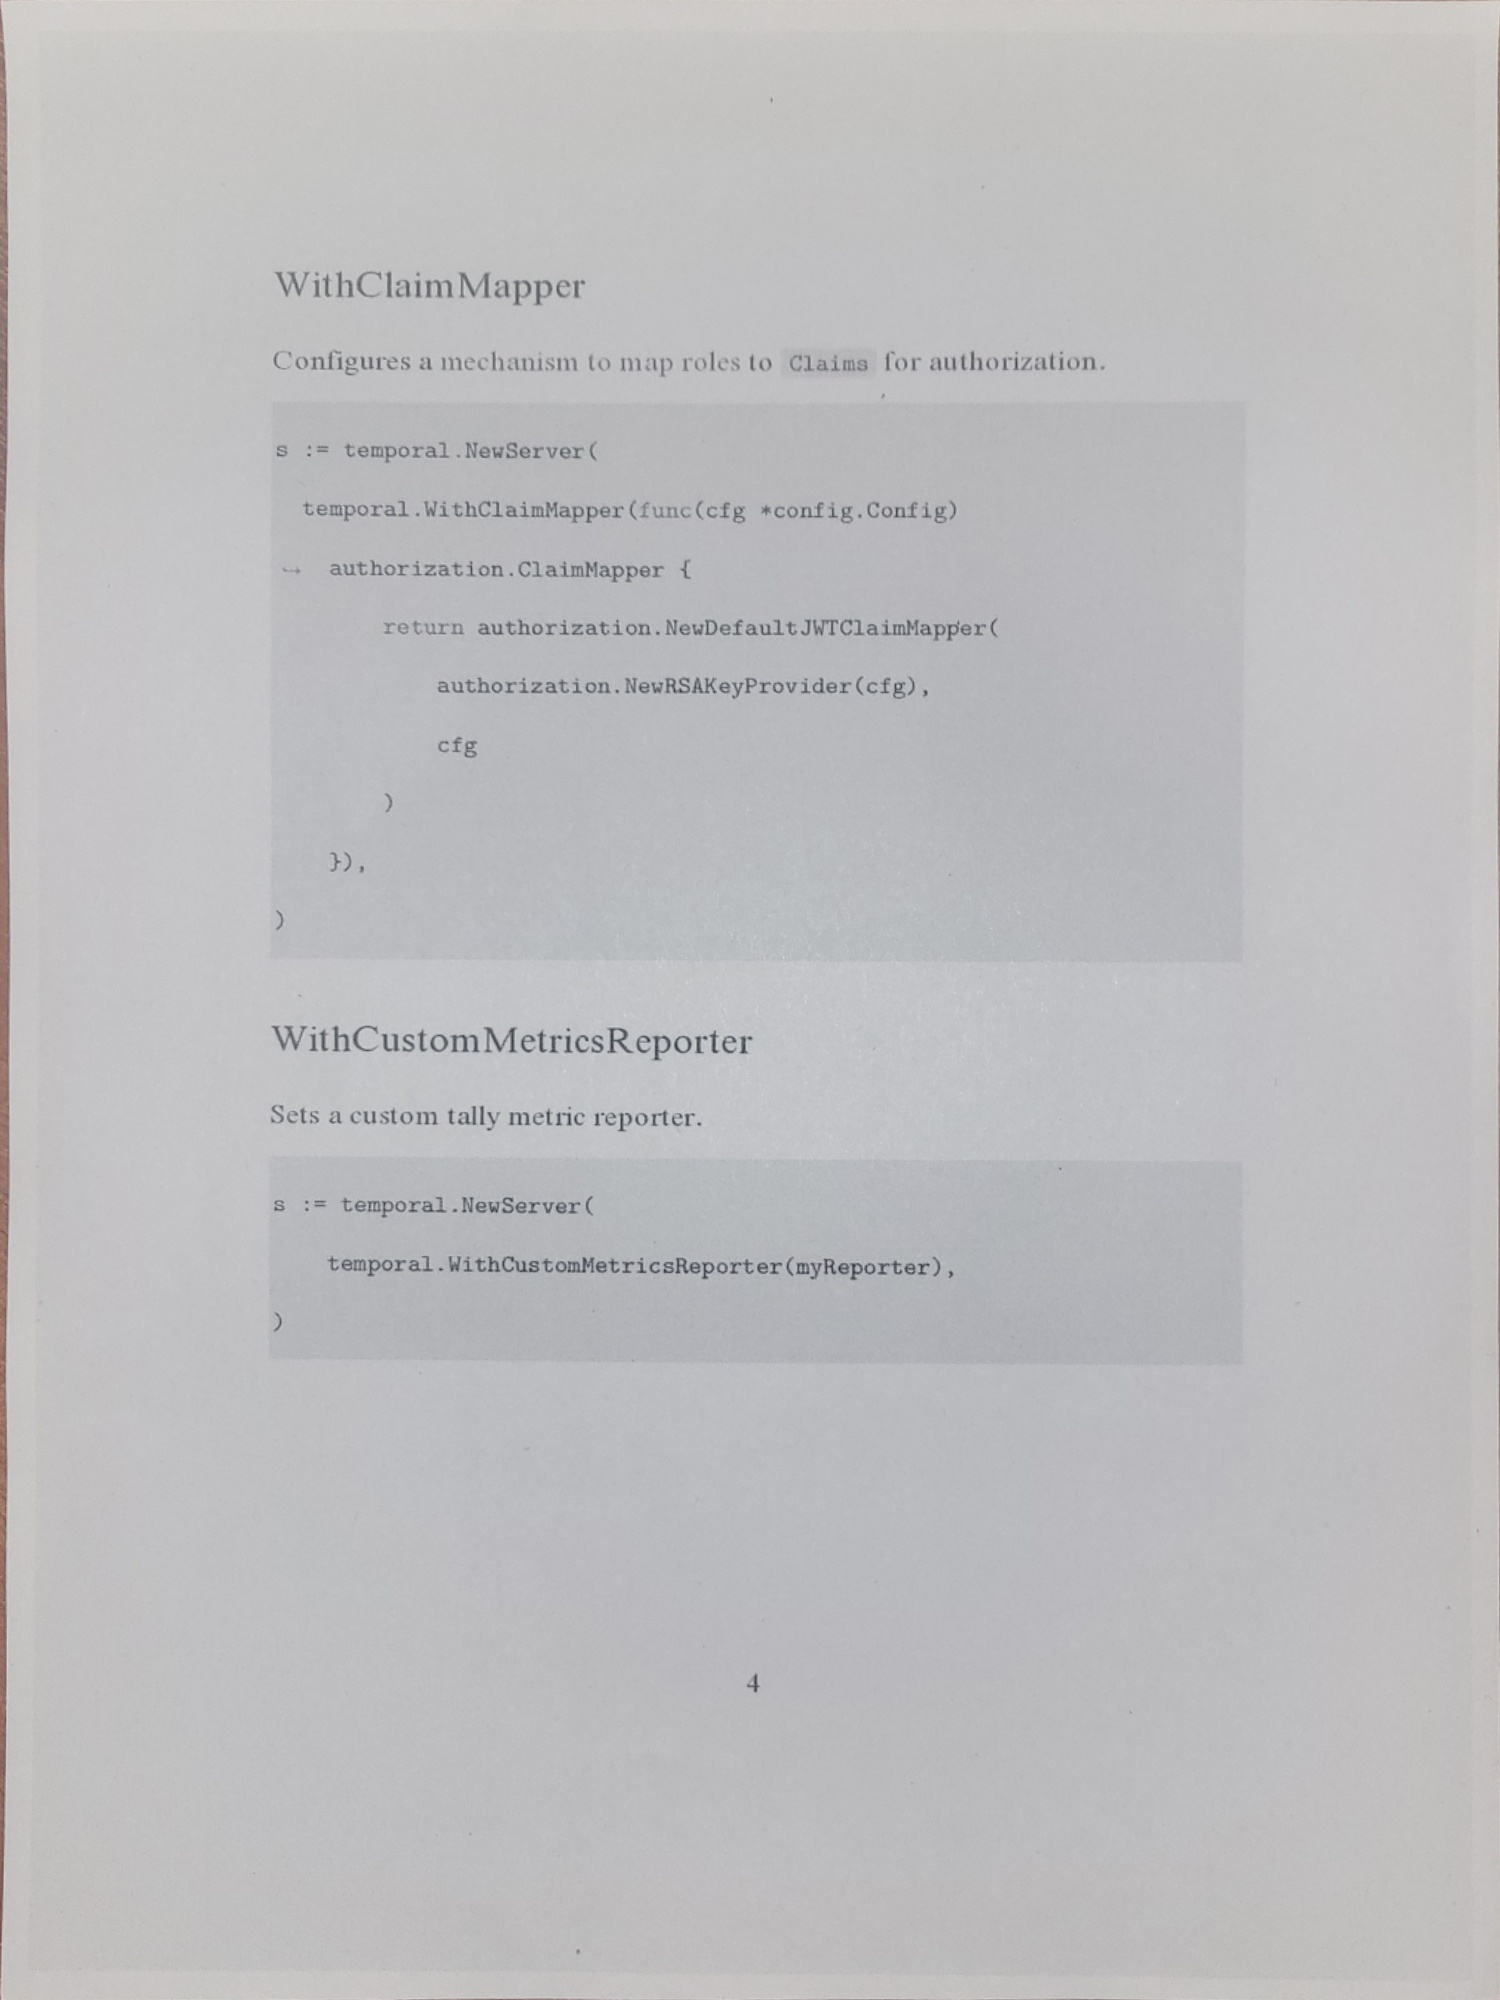 WithClaimMapper
Configures a mechanism to map roles to Claims for authorization.
s := temporal.NewServer(
  temporal.WithClaimMapper(func(cfg *config.Config)
↪  authorization.ClaimMapper {
        return authorization.NewDefaultJWTClaimMapper(
            authorization.NewRSAKeyProvider(cfg),
            cfg
        )
    }),
)
WithCustomMetricsReporter
Sets a custom tally metric reporter.
s := temporal.NewServer(
    temporal.WithCustomMetricsReporter(myReporter),
)
4